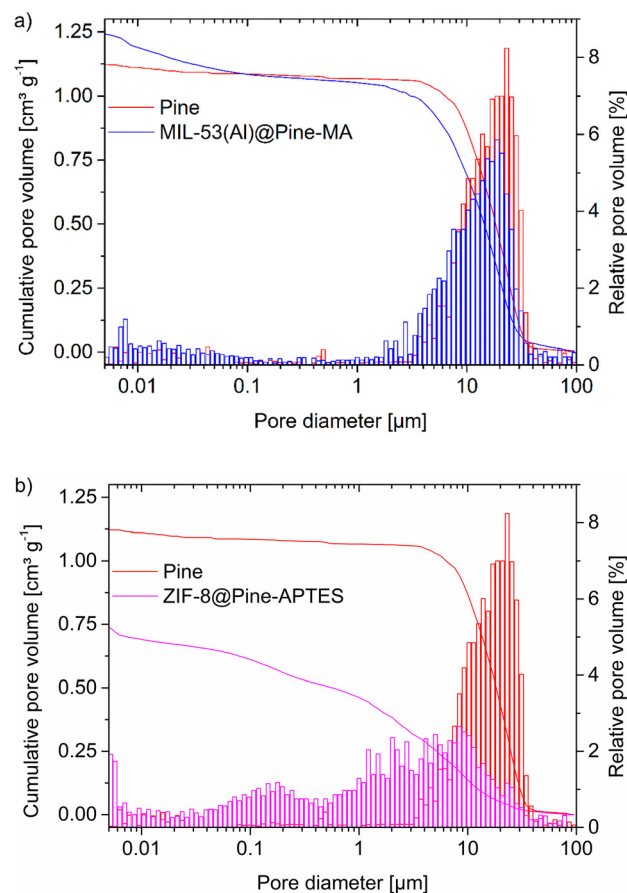 a)
1.25
1.00
0.75
0.50
0.25
0.00
Cumulative pore volume [cm³ g⁻¹]
Pine
MIL-53(Al)@Pine-MA
8
6
4
2
0
Relative pore volume [%]
0.01 0.1 1 10 100
Pore diameter [µm]
b)
1.25
1.00
0.75
0.50
0.25
0.00
Cumulative pore volume [cm³ g⁻¹]
Pine
ZIF-8@Pine-APTES
8
6
4
2
0
Relative pore volume [%]
0.01 0.1 1 10 100
Pore diameter [µm]